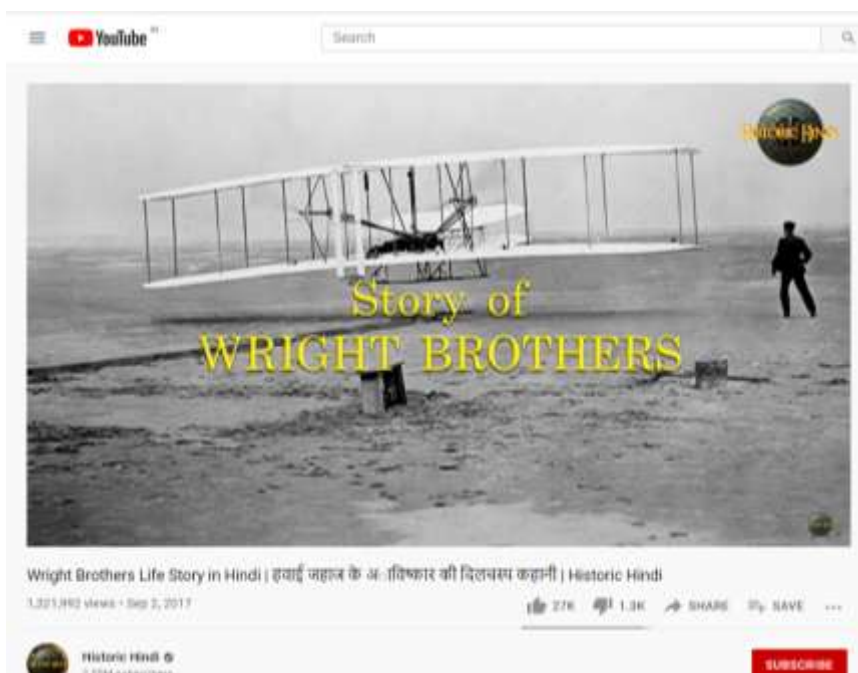 YouTube IN
Search
HISTORIC HINDI
Story of
WRIGHT BROTHERS
Wright Brothers Life Story in Hindi | हवाई जहाज के अाविष्कार की दिलचस्प कहानी | Historic Hindi
1,321,992 views • Sep 2, 2017
27K 1.3K SHARE SAVE
Historic Hindi
SUBSCRIBE